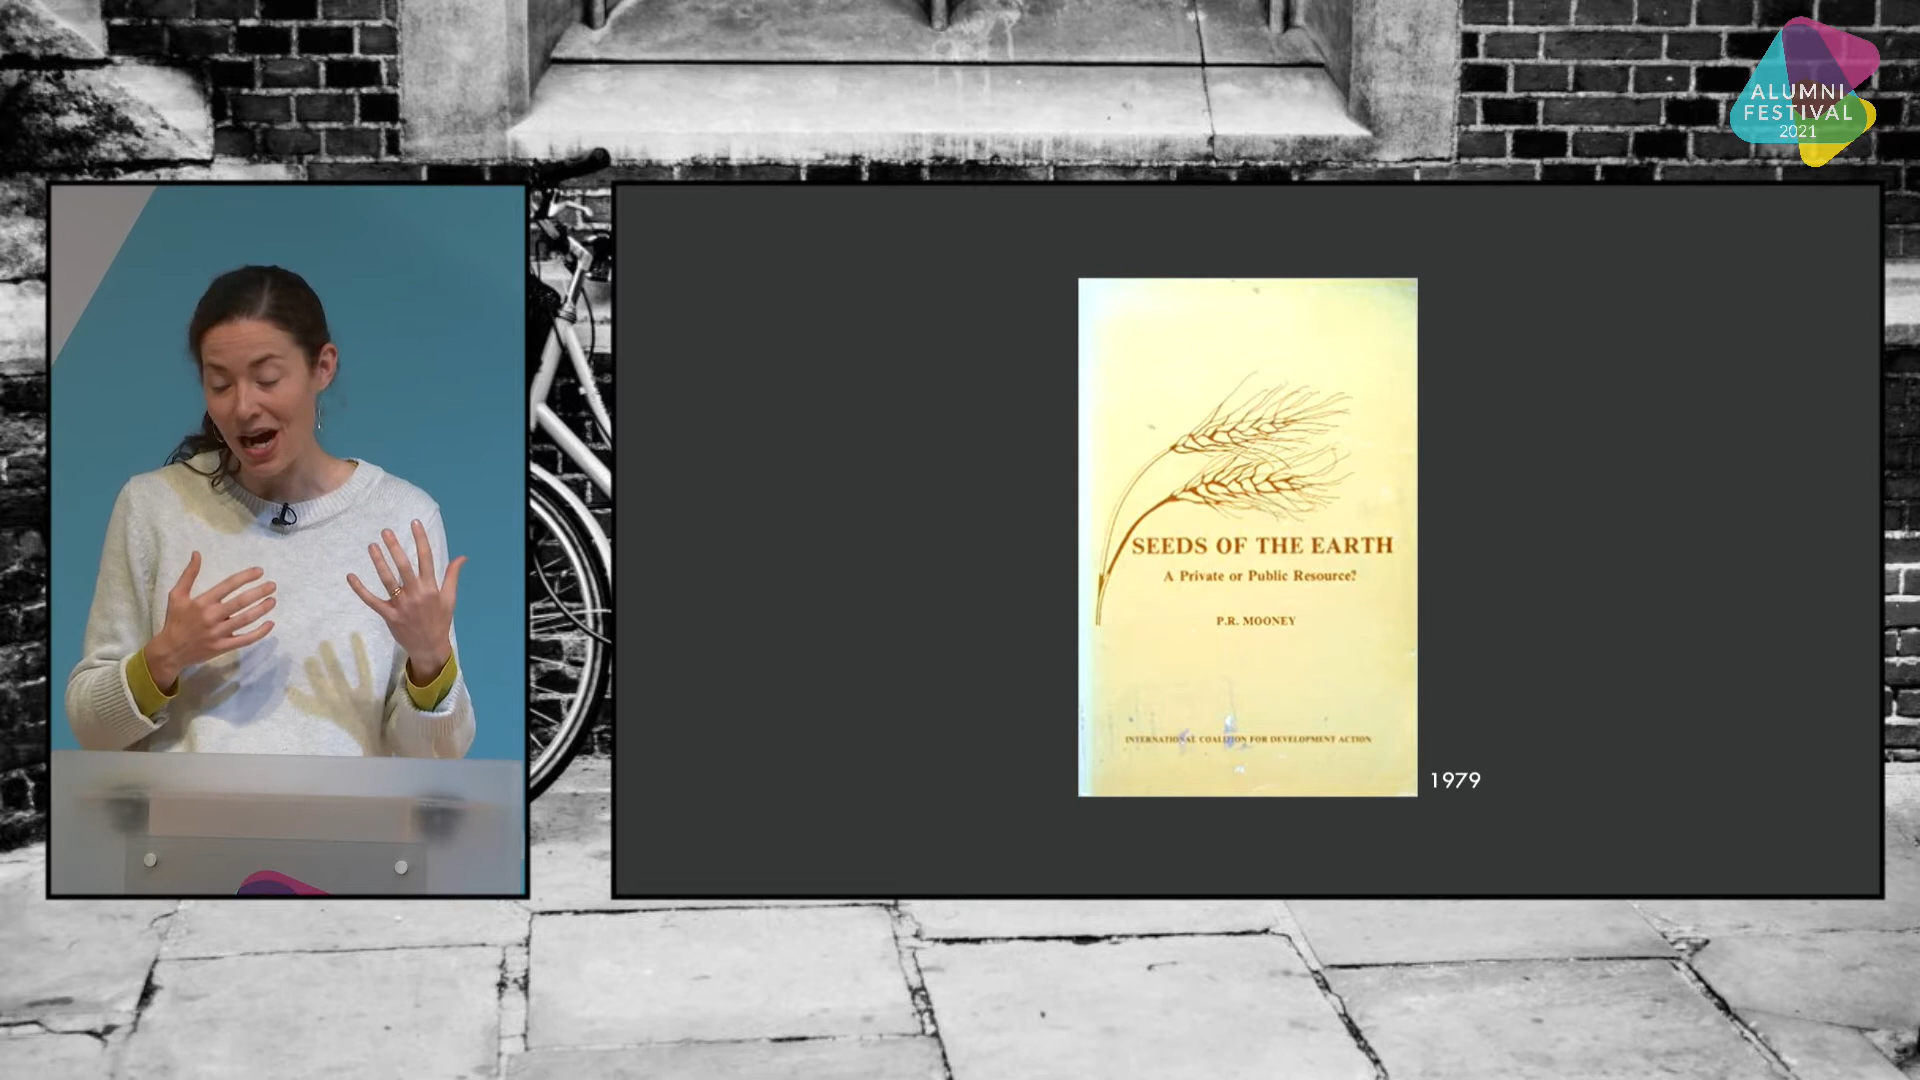 ALUMNI
FESTIVAL
2021
SEEDS OF THE EARTH
A Private or Public Resource?
P.R. MOONEY
INTERNATIONAL COALITION FOR DEVELOPMENT ACTION
1979